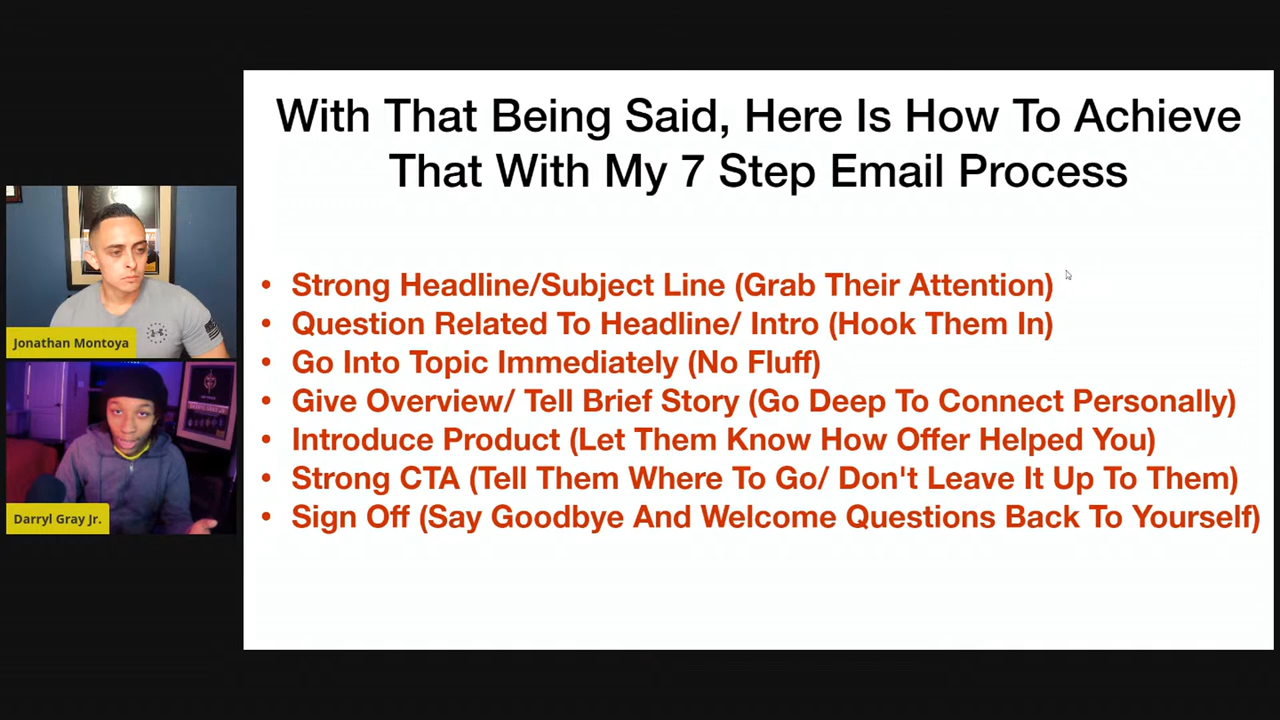 With That Being Said, Here Is How To Achieve
That With My 7 Step Email Process
• Strong Headline/Subject Line (Grab Their Attention)
• Question Related To Headline/ Intro (Hook Them In)
• Go Into Topic Immediately (No Fluff)
• Give Overview/ Tell Brief Story (Go Deep To Connect Personally)
• Introduce Product (Let Them Know How Offer Helped You)
• Strong CTA (Tell Them Where To Go/ Don't Leave It Up To Them)
• Sign Off (Say Goodbye And Welcome Questions Back To Yourself)
Jonathan Montoya
Darryl Gray Jr.